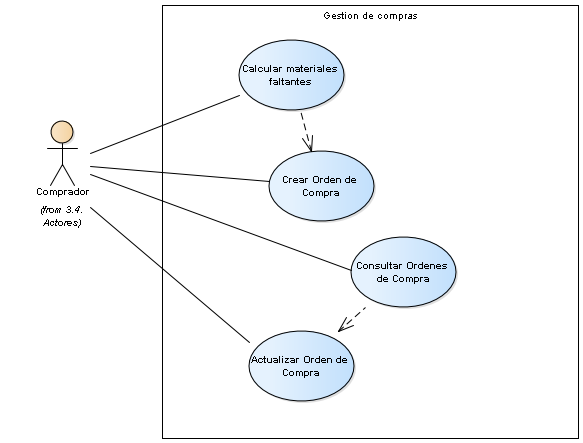 Gestion de compras
Calcular materiales
faltantes
Crear Orden de
Compra
Comprador
(from 3.4.
Actores)
Consultar Ordenes
de Compra
Actualizar Orden de
Compra